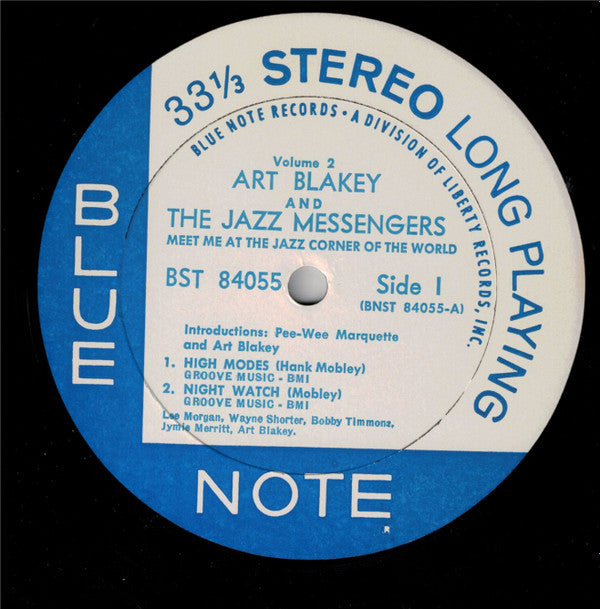 33⅓ STEREO LONG PLAYING
BLUE NOTE RECORDS • A DIVISION OF LIBERTY RECORDS, INC.
Volume 2
ART BLAKEY
AND
THE JAZZ MESSENGERS
MEET ME AT THE JAZZ CORNER OF THE WORLD
BST 84055
Side 1
(BNST 84055-A)
Introductions: Pee-Wee Marquette
and Art Blakey
1. HIGH MODES (Hank Mobley)
GROOVE MUSIC - BMI
2. NIGHT WATCH (Mobley)
GROOVE MUSIC - BMI
Lee Morgan, Wayne Shorter, Bobby Timmons,
Jymie Merritt, Art Blakey.
BLUE
NOTE
R